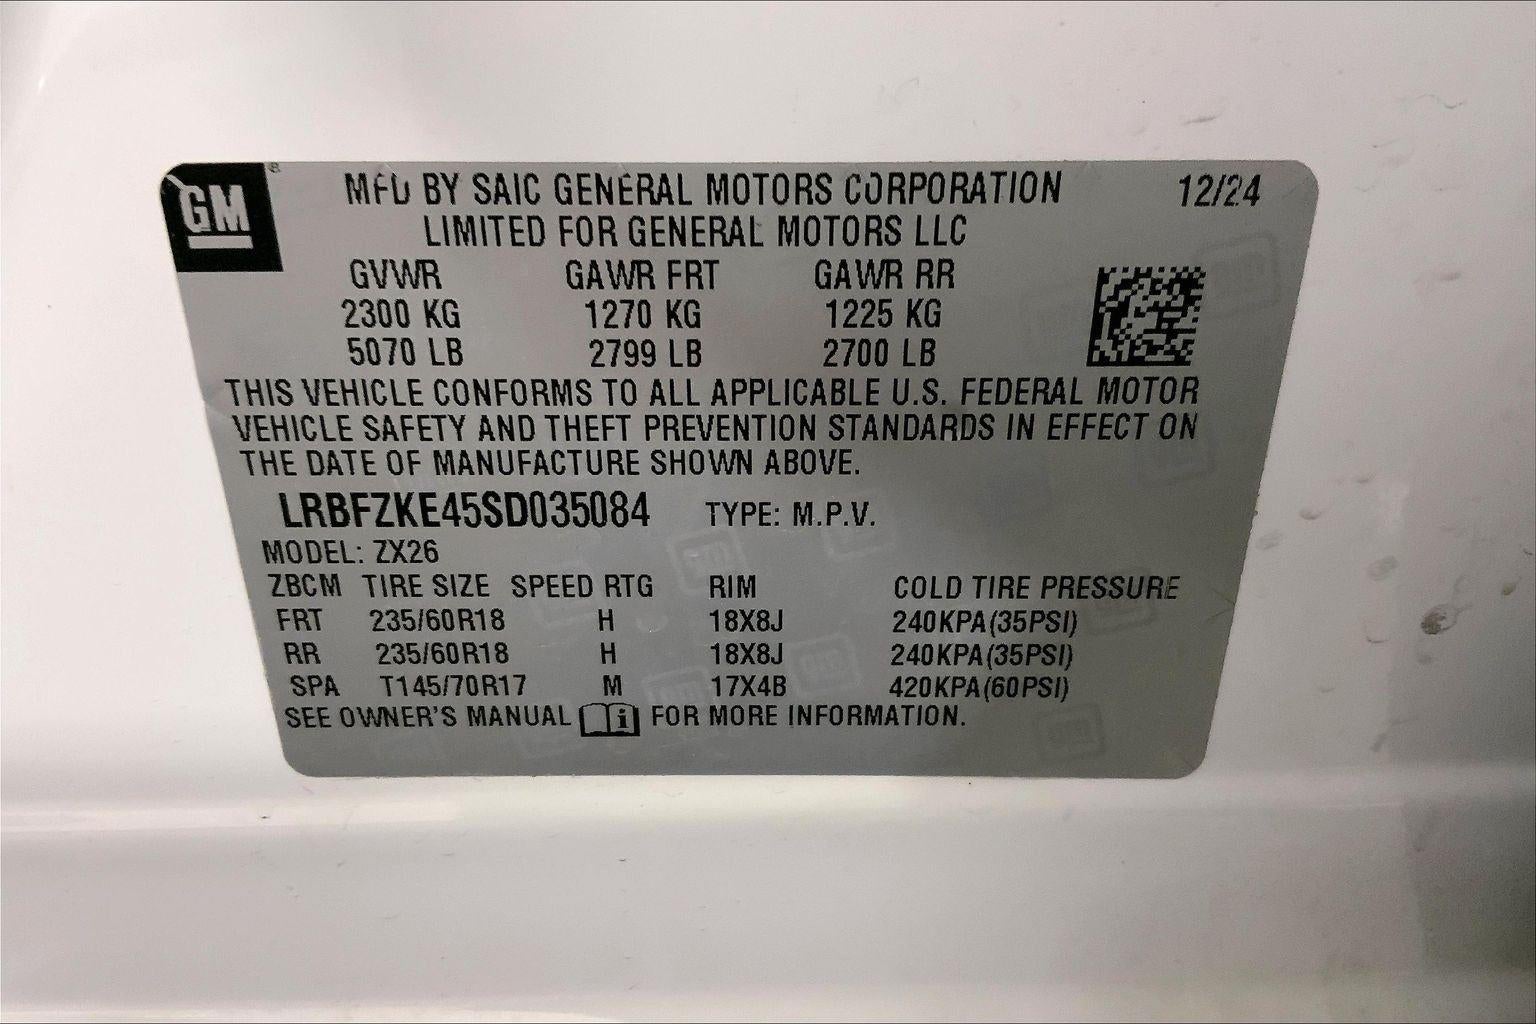 GM ®
MFD BY SAIC GENERAL MOTORS CORPORATION 12/24
LIMITED FOR GENERAL MOTORS LLC
GVWR GAWR FRT GAWR RR
2300 KG 1270 KG 1225 KG
5070 LB 2799 LB 2700 LB
THIS VEHICLE CONFORMS TO ALL APPLICABLE U.S. FEDERAL MOTOR
VEHICLE SAFETY AND THEFT PREVENTION STANDARDS IN EFFECT ON
THE DATE OF MANUFACTURE SHOWN ABOVE.
LRBFZKE45SD035084 TYPE: M.P.V.
MODEL: ZX26
ZBCM TIRE SIZE SPEED RTG RIM COLD TIRE PRESSURE
FRT 235/60R18 H 18X8J 240KPA(35PSI)
RR 235/60R18 H 18X8J 240KPA(35PSI)
SPA T145/70R17 M 17X4B 420KPA(60PSI)
SEE OWNER'S MANUAL i FOR MORE INFORMATION.